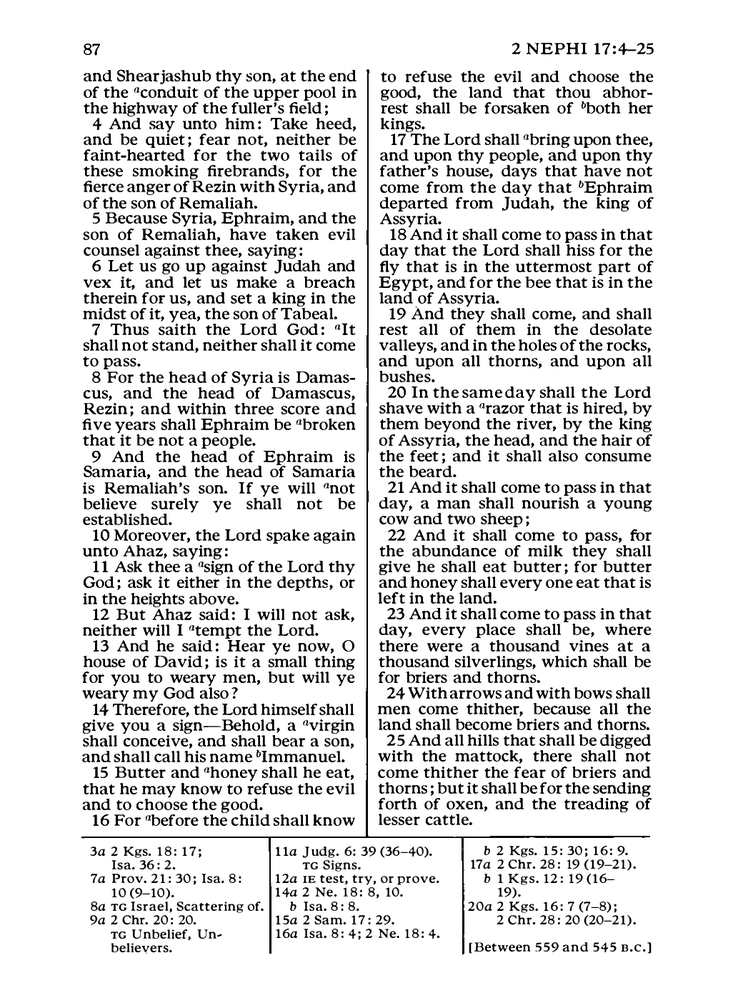 87
2 NEPHI 17:4–25
and Shearjashub thy son, at the end
of the aconduit of the upper pool in
the highway of the fuller's field;
4 And say unto him: Take heed,
and be quiet; fear not, neither be
faint-hearted for the two tails of
these smoking firebrands, for the
fierce anger of Rezin with Syria, and
of the son of Remaliah.
5 Because Syria, Ephraim, and the
son of Remaliah, have taken evil
counsel against thee, saying:
6 Let us go up against Judah and
vex it, and let us make a breach
therein for us, and set a king in the
midst of it, yea, the son of Tabeal.
7 Thus saith the Lord God: aIt
shall not stand, neither shall it come
to pass.
8 For the head of Syria is Damas-
cus, and the head of Damascus,
Rezin; and within three score and
five years shall Ephraim be abroken
that it be not a people.
9 And the head of Ephraim is
Samaria, and the head of Samaria
is Remaliah's son. If ye will anot
believe surely ye shall not be
established.
10 Moreover, the Lord spake again
unto Ahaz, saying:
11 Ask thee a asign of the Lord thy
God; ask it either in the depths, or
in the heights above.
12 But Ahaz said: I will not ask,
neither will I atempt the Lord.
13 And he said: Hear ye now, O
house of David; is it a small thing
for you to weary men, but will ye
weary my God also?
14 Therefore, the Lord himself shall
give you a sign—Behold, a avirgin
shall conceive, and shall bear a son,
and shall call his name bImmanuel.
15 Butter and ahoney shall he eat,
that he may know to refuse the evil
and to choose the good.
16 For abefore the child shall know
to refuse the evil and choose the
good, the land that thou abhor-
rest shall be forsaken of bboth her
kings.
17 The Lord shall abring upon thee,
and upon thy people, and upon thy
father's house, days that have not
come from the day that bEphraim
departed from Judah, the king of
Assyria.
18 And it shall come to pass in that
day that the Lord shall hiss for the
fly that is in the uttermost part of
Egypt, and for the bee that is in the
land of Assyria.
19 And they shall come, and shall
rest all of them in the desolate
valleys, and in the holes of the rocks,
and upon all thorns, and upon all
bushes.
20 In the same day shall the Lord
shave with a arazor that is hired, by
them beyond the river, by the king
of Assyria, the head, and the hair of
the feet; and it shall also consume
the beard.
21 And it shall come to pass in that
day, a man shall nourish a young
cow and two sheep;
22 And it shall come to pass, for
the abundance of milk they shall
give he shall eat butter; for butter
and honey shall every one eat that is
left in the land.
23 And it shall come to pass in that
day, every place shall be, where
there were a thousand vines at a
thousand silverlings, which shall be
for briers and thorns.
24 With arrows and with bows shall
men come thither, because all the
land shall become briers and thorns.
25 And all hills that shall be digged
with the mattock, there shall not
come thither the fear of briers and
thorns; but it shall be for the sending
forth of oxen, and the treading of
lesser cattle.
3a 2 Kgs. 18:17;
Isa. 36:2.
7a Prov. 21:30; Isa. 8:
10 (9–10).
8a TG Israel, Scattering of.
9a 2 Chr. 20:20.
TG Unbelief, Un-
believers.
11a Judg. 6:39 (36–40).
TG Signs.
12a IE test, try, or prove.
14a 2 Ne. 18:8, 10.
b Isa. 8:8.
15a 2 Sam. 17:29.
16a Isa. 8:4; 2 Ne. 18:4.
b 2 Kgs. 15:30; 16:9.
17a 2 Chr. 28:19 (19–21).
b 1 Kgs. 12:19 (16–
19).
20a 2 Kgs. 16:7 (7–8);
2 Chr. 28:20 (20–21).
[Between 559 and 545 B.C.]